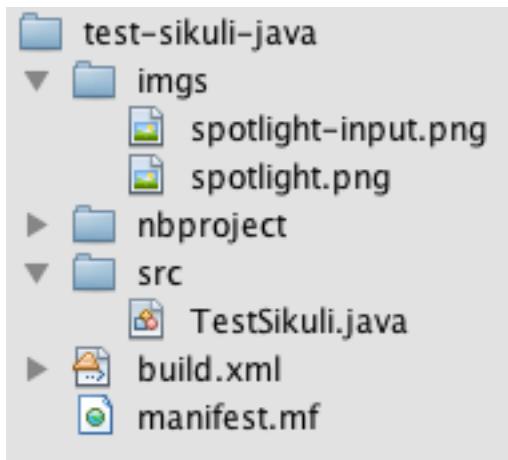 test-sikuli-java
imgs
spotlight-input.png
spotlight.png
nbproject
src
TestSikuli.java
build.xml
manifest.mf